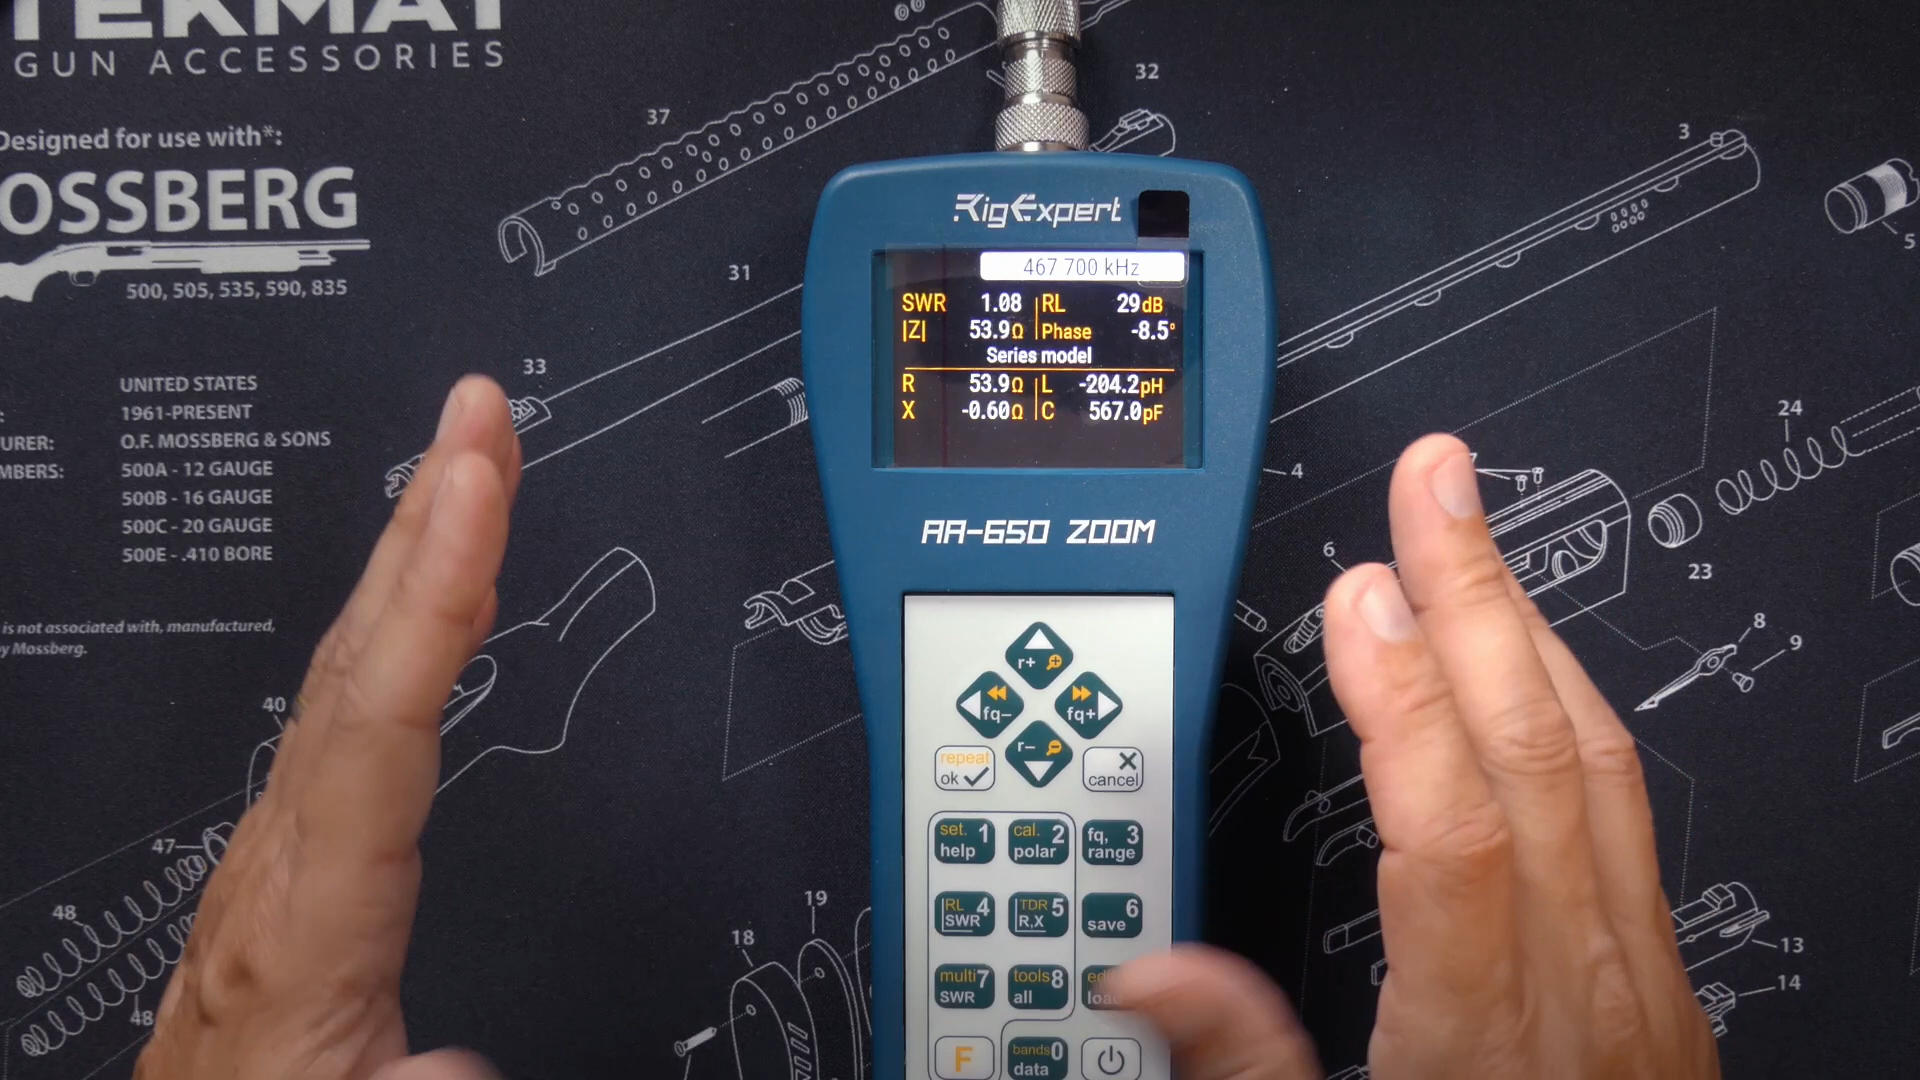 TEKMAT
GUN ACCESSORIES
Designed for use with*:
MOSSBERG
500, 505, 535, 590, 835
UNITED STATES
1961-PRESENT
O.F. MOSSBERG & SONS
500A - 12 GAUGE
500B - 16 GAUGE
500C - 20 GAUGE
500E - .410 BORE
is not associated with, manufactured,
by Mossberg.
37
32
3
31
33
5
24
4
7
6
23
8
9
40
47
48
48
19
18
13
14
RigExpert
467 700 kHz
SWR 1.08 RL 29dB
|Z| 53.9Ω Phase -8.5°
Series model
R 53.9Ω L -204.2pH
X -0.60Ω C 567.0pF
AA-650 ZOOM
r+
fq- fq+
r-
repeat
ok
cancel
set. 1 help
cal. 2 polar
fq, 3 range
RL 4 SWR
TDR 5 R,X
6 save
multi 7 SWR
tools 8 all
F
bands 0 data